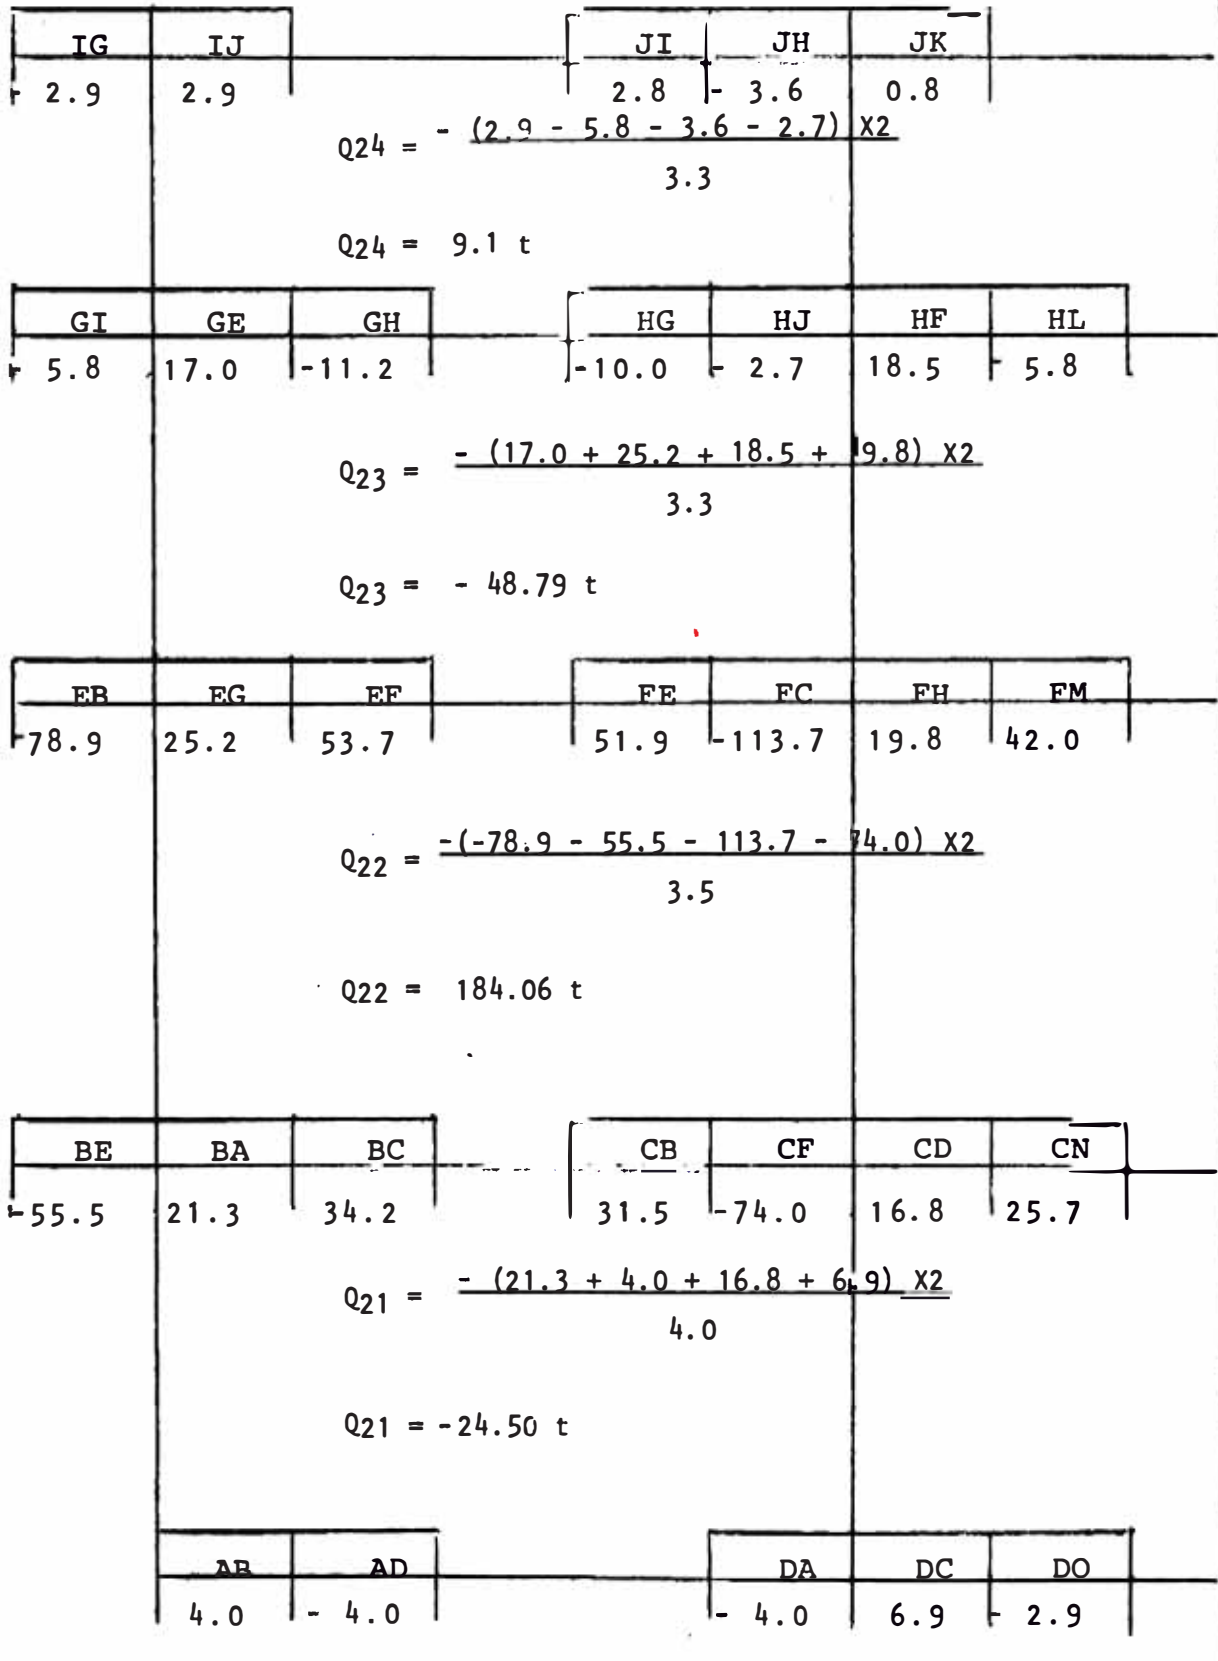 IG IJ JI JH JK
- 2.9 2.9 2.8 - 3.6 0.8
Q24 = - (2.9 - 5.8 - 3.6 - 2.7) X2
3.3
Q24 = 9.1 t
GI GE GH HG HJ HF HL
- 5.8 17.0 -11.2 -10.0 - 2.7 18.5 - 5.8
Q23 = - (17.0 + 25.2 + 18.5 + 19.8) X2
3.3
Q23 = - 48.79 t
EB EG EF FE FC FH FM
-78.9 25.2 53.7 51.9 -113.7 19.8 42.0
Q22 = -(-78.9 - 55.5 - 113.7 - 74.0) X2
3.5
Q22 = 184.06 t
BE BA BC CB CF CD CN
-55.5 21.3 34.2 31.5 -74.0 16.8 25.7
Q21 = - (21.3 + 4.0 + 16.8 + 6.9) X2
4.0
Q21 = -24.50 t
AB AD DA DC DO
4.0 - 4.0 - 4.0 6.9 - 2.9